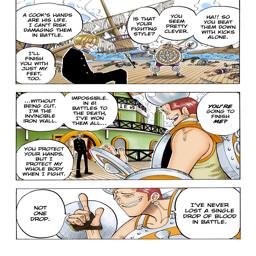 HA!! SO YOU
BEAT THEM
DOWN WITH
KICKS
ALONE.
YOU
SEEM
PRETTY
CLEVER.
IS THAT
YOUR
FIGHTING
STYLE?
A COOK'S HANDS
ARE HIS LIFE.
I CAN'T RISK
DAMAGING THEM
IN BATTLE.
I'LL
FINISH
YOU WITH
JUST MY
FEET,
TOO.
YOU'RE
GOING TO
FINISH
ME?
IMPOSSIBLE.
IN 61
BATTLES TO
THE DEATH,
I'VE WON
THEM ALL...
...WITHOUT
BEING CUT.
I'M THE
INVINCIBLE
IRON WALL.
YOU PROTECT
YOUR HANDS,
BUT I
PROTECT MY
WHOLE BODY
WHEN I FIGHT.
I'VE NEVER
LOST A SINGLE
DROP OF BLOOD
IN BATTLE.
NOT
ONE
DROP.